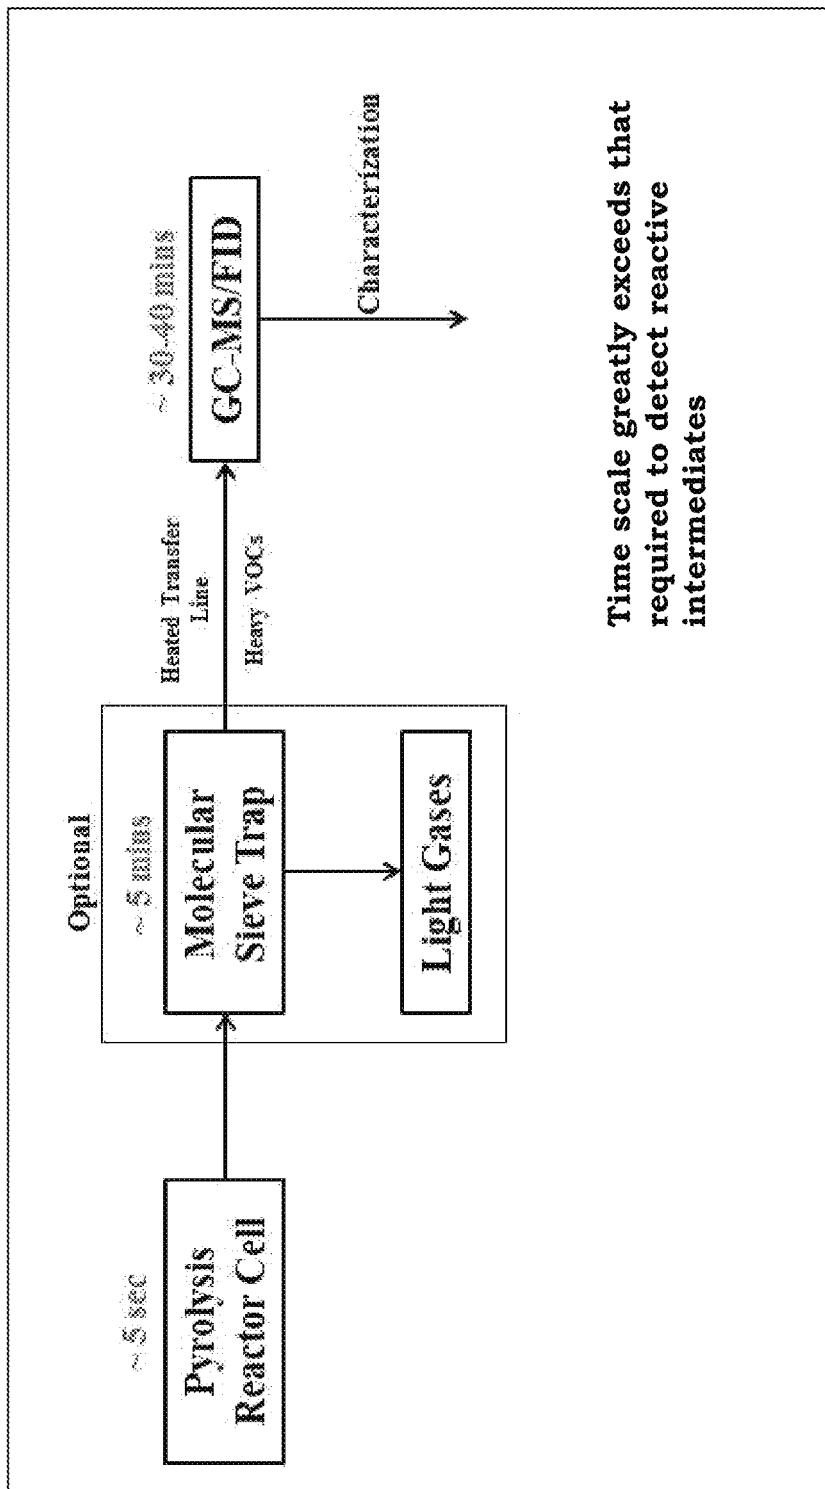 ~ 5 sec
Pyrolysis
Reactor Cell
Optional
~ 5 mins
Molecular
Sieve Trap
Light Gases
Heated Transfer
Line
Heavy VOCs
~ 30-40 mins
GC-MS/FID
Characterization
Time scale greatly exceeds that
required to detect reactive
intermediates